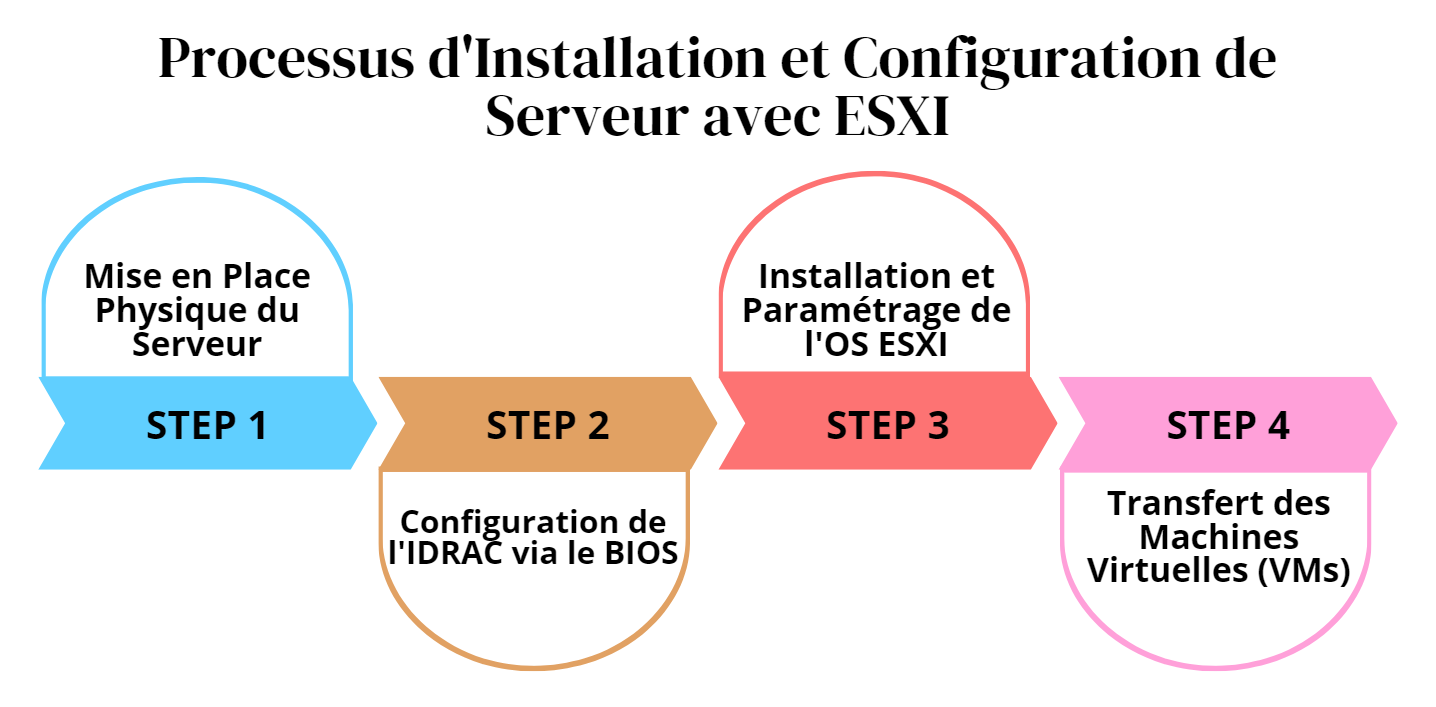 Processus d'Installation et Configuration de
Serveur avec ESXI
Mise en Place
Physique du
Serveur
STEP 1
STEP 2
Configuration de
l'IDRAC via le BIOS
Installation et
Paramétrage de
l'OS ESXI
STEP 3
STEP 4
Transfert des
Machines
Virtuelles (VMs)